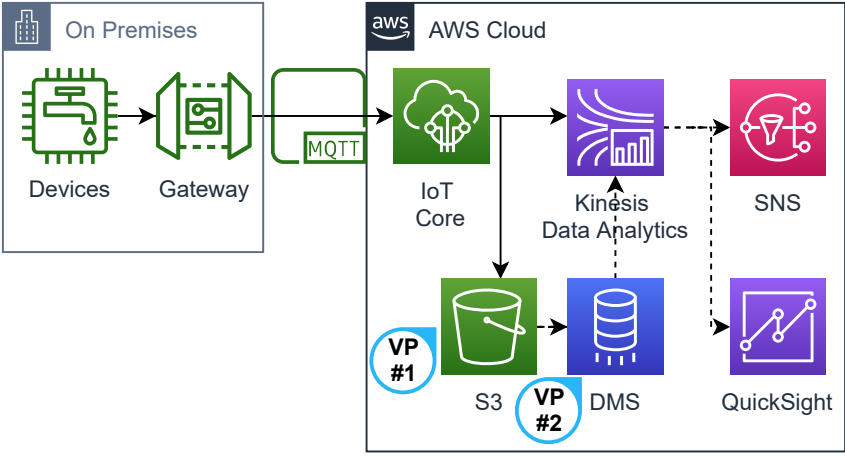 On Premises
aws
AWS Cloud
MQTT
Devices
Gateway
IoT
Core
Kinesis
Data Analytics
SNS
VP
#1
S3
VP
#2
DMS
QuickSight